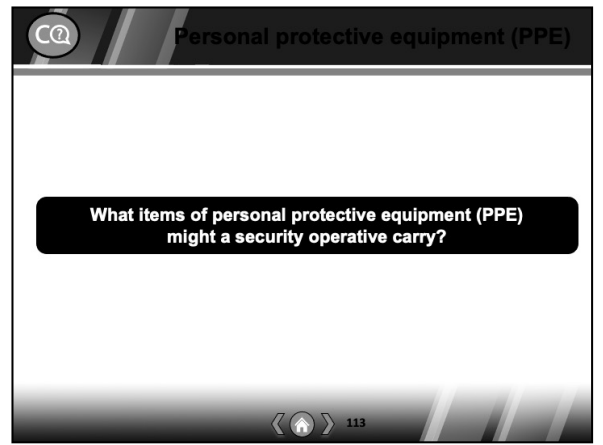 CQ
Personal protective equipment (PPE)
What items of personal protective equipment (PPE)
might a security operative carry?
113